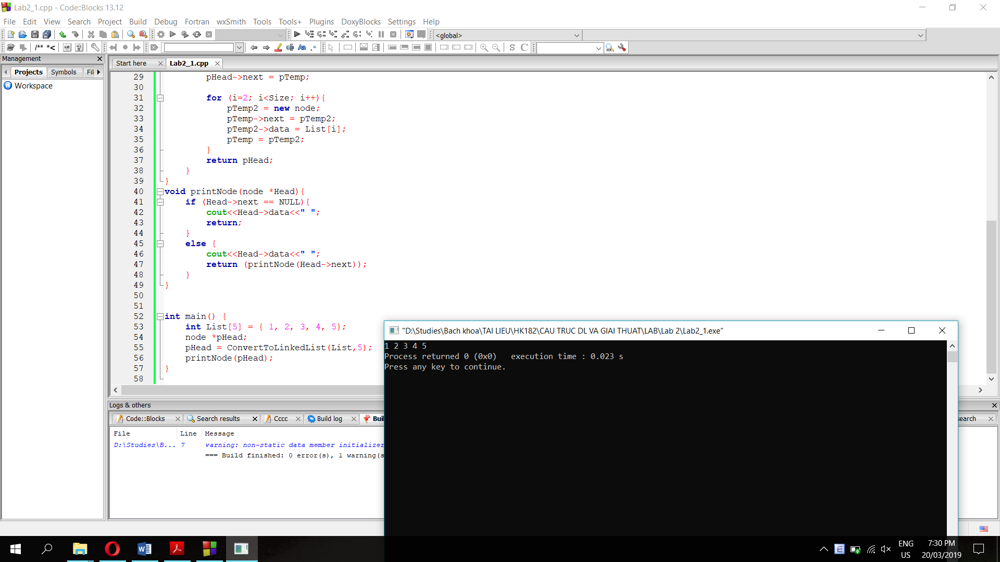 Lab2_1.cpp - Code::Blocks 13.12
File Edit View Search Project Build Debug Fortran wxSmith Tools Tools+ Plugins DoxyBlocks Settings Help
<global>
/** *<
Aa .* S C
Management
Projects Symbols Fil
Workspace
Start here Lab2_1.cpp
29 pHead->next = pTemp;
30
31 for (i=2; i<Size; i++){
32 pTemp2 = new node;
33 pTemp->next = pTemp2;
34 pTemp2->data = List[i];
35 pTemp = pTemp2;
36 }
37 return pHead;
38 }
39 }
40 void printNode(node *Head){
41 if (Head->next == NULL){
42 cout<<Head->data<<" ";
43 return;
44 }
45 else {
46 cout<<Head->data<<" ";
47 return (printNode(Head->next));
48 }
49 }
50
51
52 int main() {
53 int List[5] = { 1, 2, 3, 4, 5};
54 node *pHead;
55 pHead = ConvertToLinkedList(List,5);
56 printNode(pHead);
57 }
58
"D:\Studies\Bach khoa\TAI LIEU\HK182\CAU TRUC DL VA GIAI THUAT\LAB\Lab 2\Lab2_1.exe"
1 2 3 4 5
Process returned 0 (0x0) execution time : 0.023 s
Press any key to continue.
Logs & others
Code::Blocks Search results Cccc Build log Buil earch
File Line Message
D:\Studies\B... 7 warning: non-static data member initializer
=== Build finished: 0 error(s), 1 warning(s
ENG
US
7:30 PM
20/03/2019